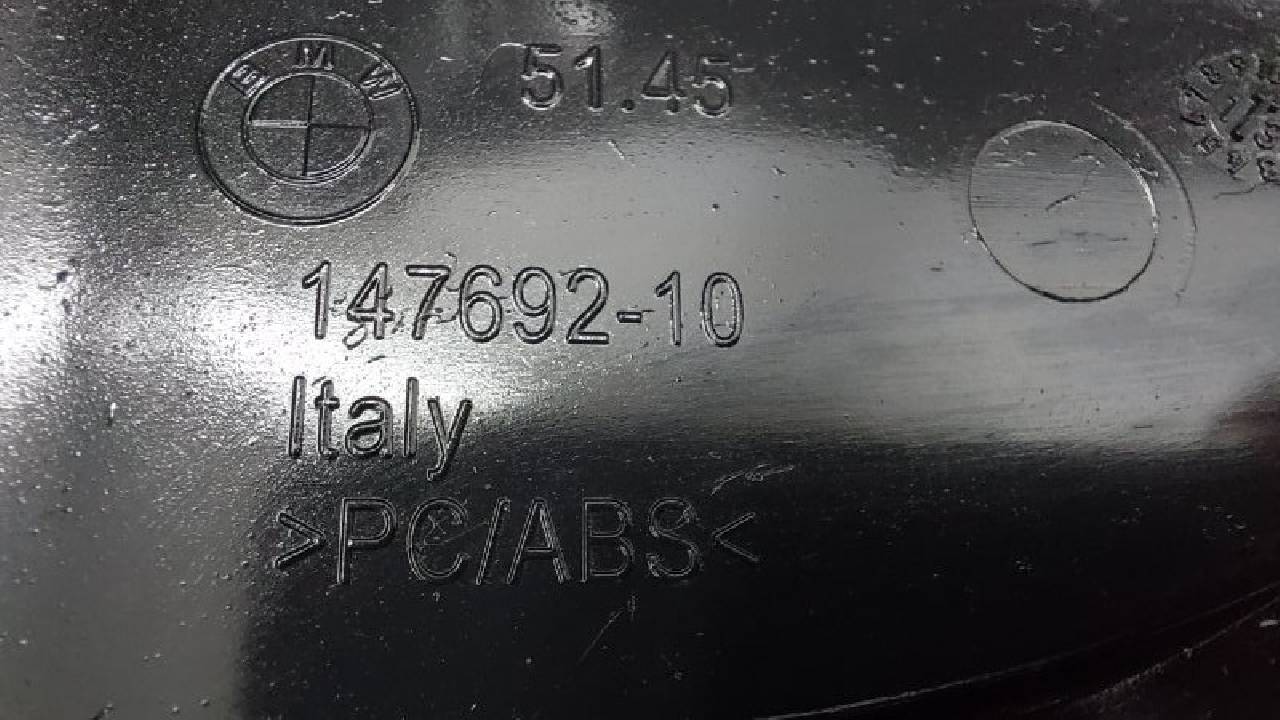 BMW
51.45
147692-10
Italy
>PC/ABS<